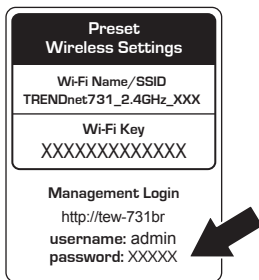 Preset
Wireless Settings
Wi-Fi Name/SSID
TRENDnet731_2.4GHz_XXX
Wi-Fi Key
XXXXXXXXXXXXX
Management Login
http://tew-731br
username: admin
password: XXXXX